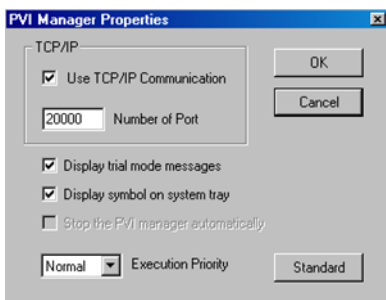 PVI Manager Properties
TCP/IP
Use TCP/IP Communication
20000 Number of Port
OK
Cancel
Display trial mode messages
Display symbol on system tray
Stop the PVI manager automatically
Normal Execution Priority
Standard